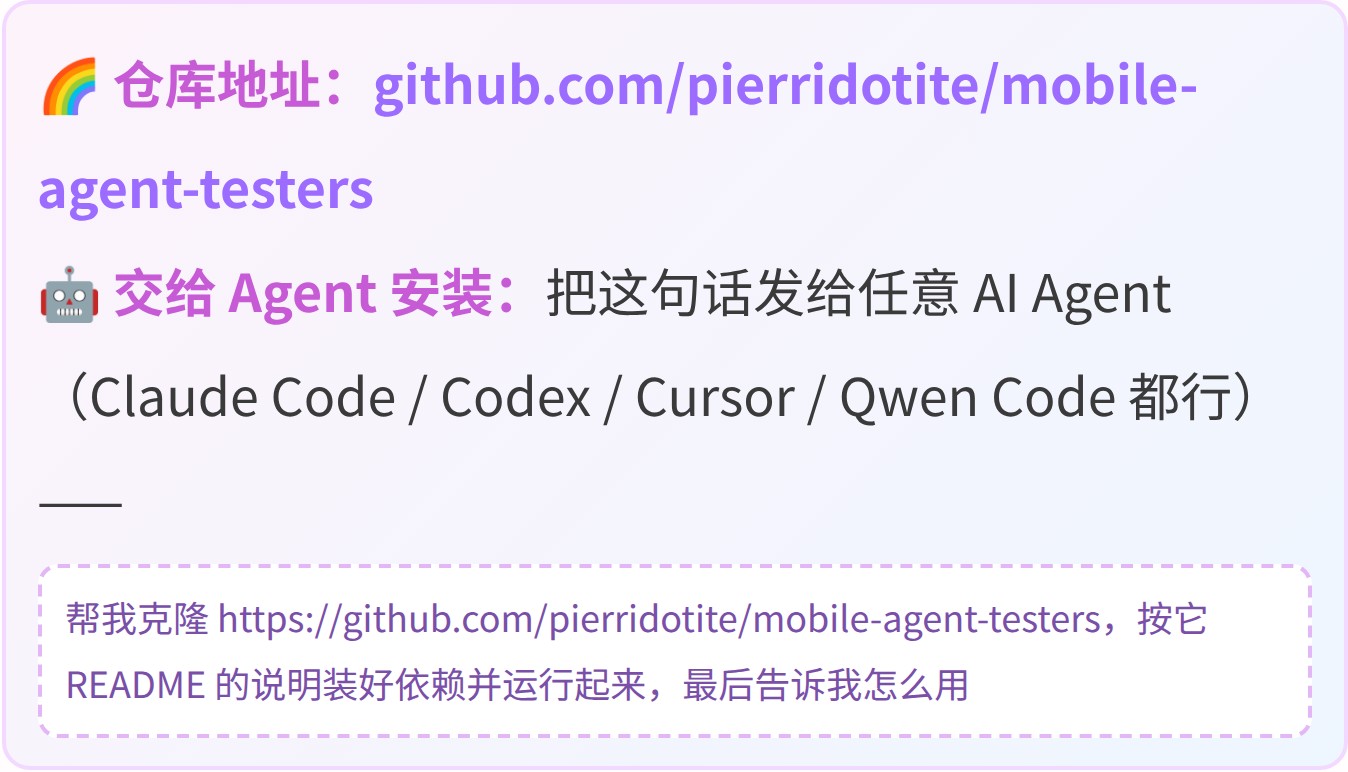 🌈 仓库地址：github.com/pierridotite/mobile-
agent-testers
🤖 交给 Agent 安装：把这句话发给任意 AI Agent
（Claude Code / Codex / Cursor / Qwen Code 都行）
——
帮我克隆 https://github.com/pierridotite/mobile-agent-testers，按它
README 的说明装好依赖并运行起来，最后告诉我怎么用